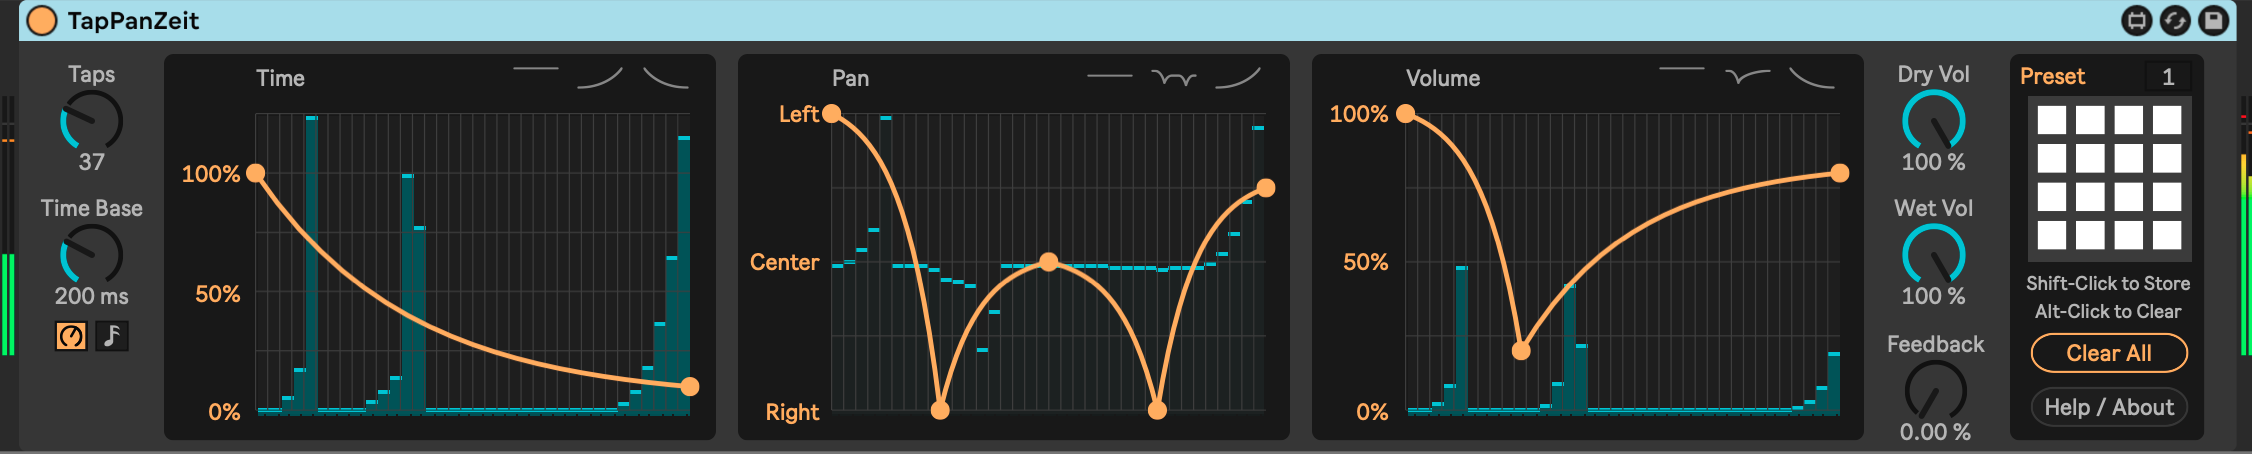 TapPanZeit
Taps
37
Time Base
200 ms
Time
100%
50%
0%
Pan
Left
Center
Right
Volume
100%
50%
0%
Dry Vol
100 %
Wet Vol
100 %
Feedback
0.00 %
Preset 1
Shift-Click to Store
Alt-Click to Clear
Clear All
Help / About